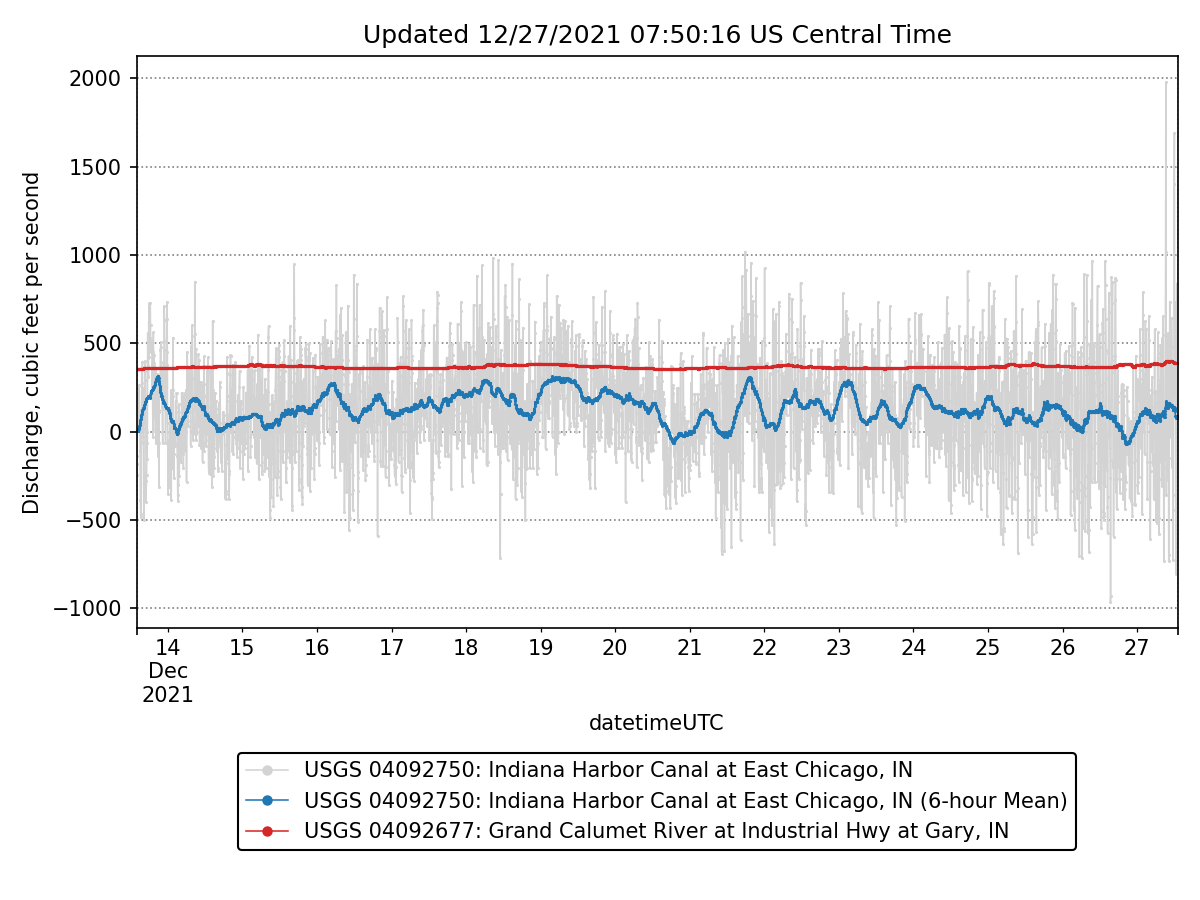 Updated 12/27/2021 07:50:16 US Central Time
Discharge, cubic feet per second
2000
1500
1000
500
0
−500
−1000
14 15 16 17 18 19 20 21 22 23 24 25 26 27
Dec
2021
datetimeUTC
USGS 04092750: Indiana Harbor Canal at East Chicago, IN
USGS 04092750: Indiana Harbor Canal at East Chicago, IN (6-hour Mean)
USGS 04092677: Grand Calumet River at Industrial Hwy at Gary, IN